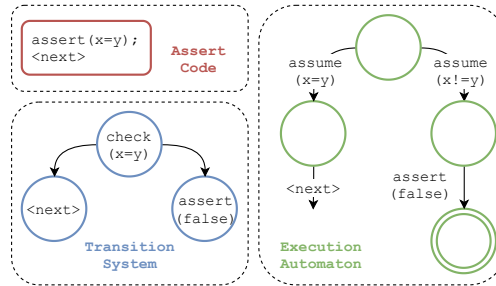 assert(x=y);
<next>
Assert
Code
check
(x=y)
<next>
assert
(false)
Transition
System
assume
(x=y)
assume
(x!=y)
<next>
assert
(false)
Execution
Automaton